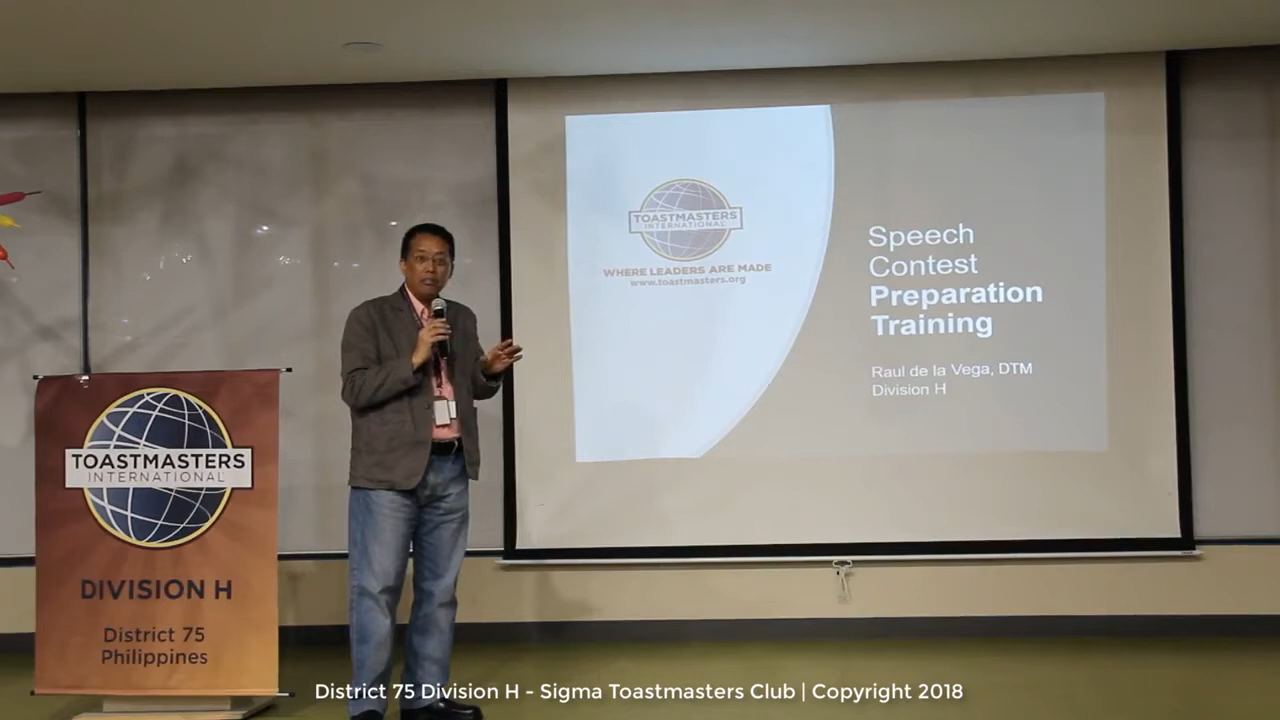 TOASTMASTERS
INTERNATIONAL
WHERE LEADERS ARE MADE
www.toastmasters.org
Speech
Contest
Preparation
Training
Raul de la Vega, DTM
Division H
TOASTMASTERS
INTERNATIONAL
DIVISION H
District 75
Philippines
District 75 Division H - Sigma Toastmasters Club | Copyright 2018